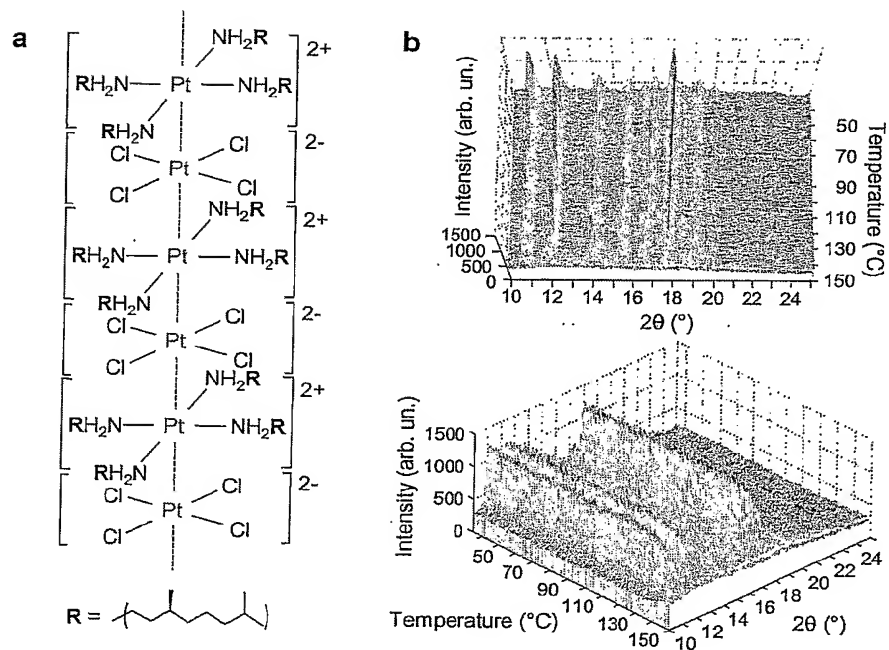 a
NH2R
2+
RH2N
Pt
NH2R
RH2N
Cl
Cl
2-
Pt
Cl
Cl
NH2R
2+
RH2N
Pt
NH2R
RH2N
Cl
Cl
2-
Pt
Cl
Cl
NH2R
2+
RH2N
Pt
NH2R
RH2N
Cl
Cl
2-
Pt
Cl
Cl
R =
b
Intensity (arb. un.)
1500
1000
500
0
10 12 14 16 18 20 22 24
2θ (°)
50
70
90
110
130
150
Temperature (°C)
Intensity (arb. un.)
1500
1000
500
0
50
70
90
110
130
150
Temperature (°C)
10
12
14
16
18
20
22
24
2θ (°)